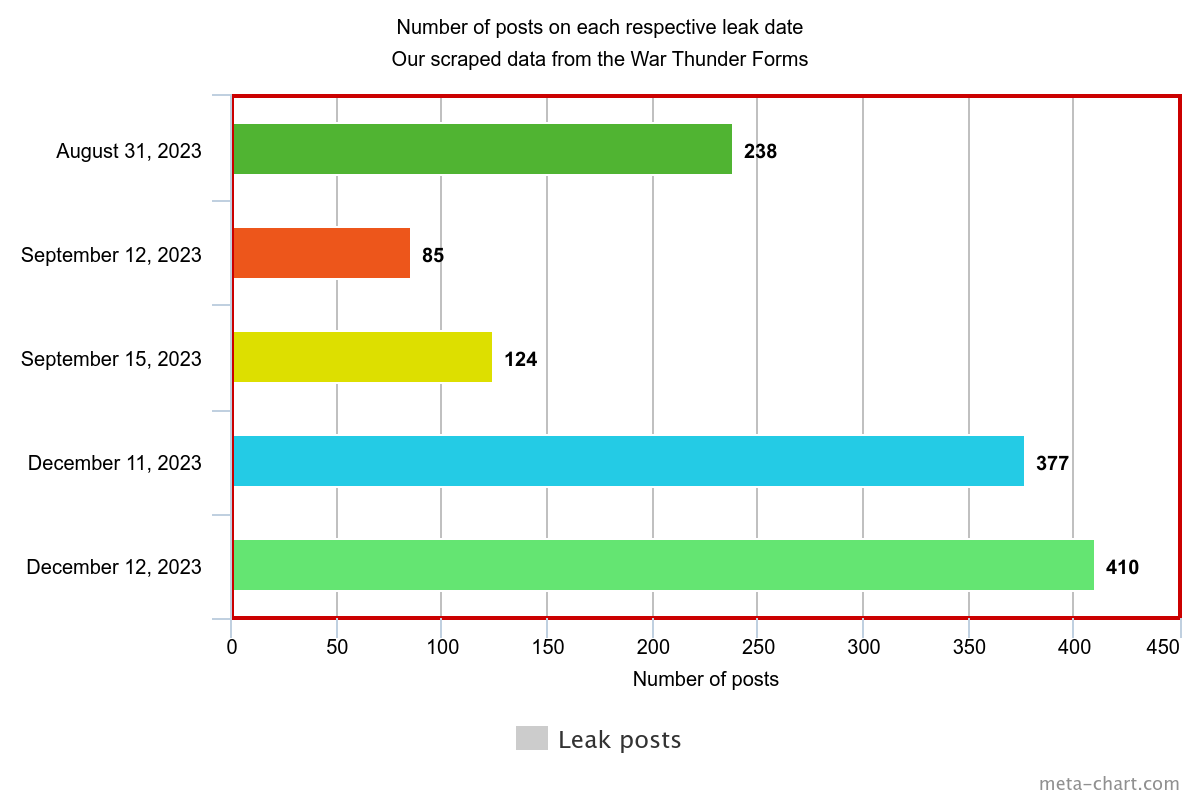 Number of posts on each respective leak date
Our scraped data from the War Thunder Forms
August 31, 2023
238
September 12, 2023
85
September 15, 2023
124
December 11, 2023
377
December 12, 2023
410
0 50 100 150 200 250 300 350 400 450
Number of posts
Leak posts
meta-chart.com